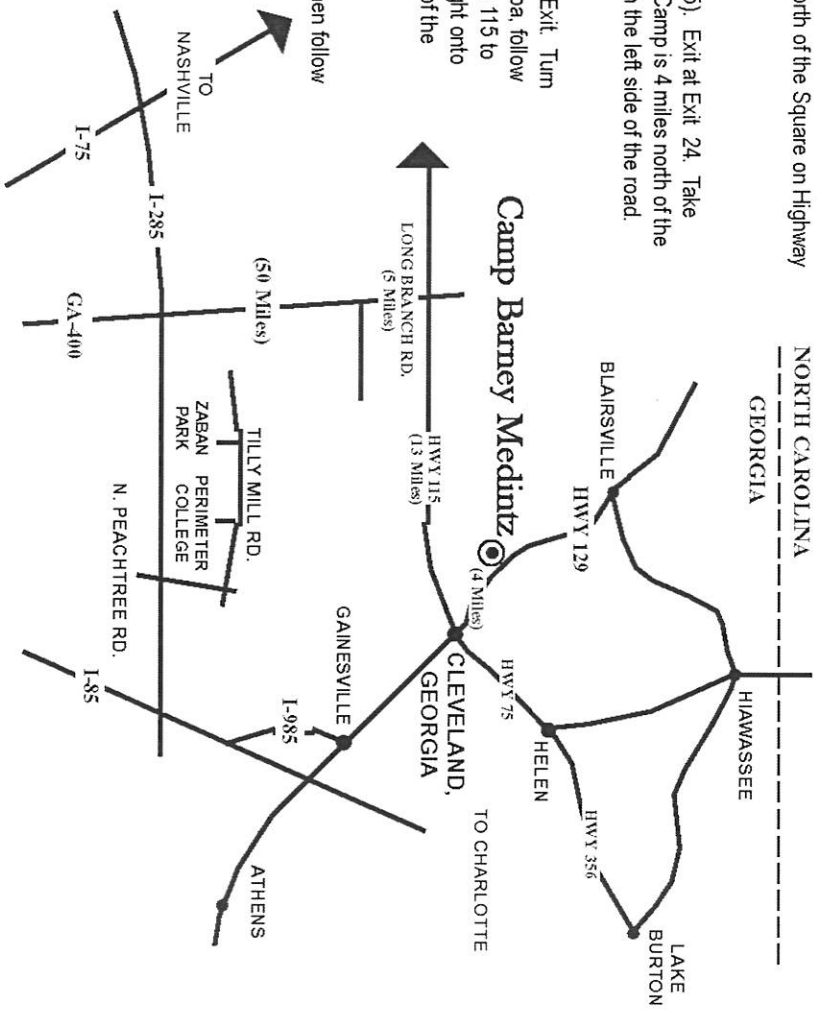 orth of the Square on Highway
5). Exit at Exit 24. Take
Camp is 4 miles north of the
n the left side of the road.
Exit. Turn
pa, follow
115 to
ght onto
of the
en follow
NORTH CAROLINA
GEORGIA
HIAWASSEE
BLAIRSVILLE
HWY 129
LAKE
BURTON
HELEN
HWY 356
HWY 75
Camp Barney Medintz
(4 Miles)
CLEVELAND,
GEORGIA
TO CHARLOTTE
HWY 115
(13 Miles)
LONG BRANCH RD.
(5 Miles)
GAINESVILLE
I-985
ATHENS
(50 Miles)
TILLY MILL RD.
ZABAN
PARK
PERIMETER
COLLEGE
TO
NASHVILLE
I-285
I-75
N. PEACHTREE RD.
GA-400
I-85